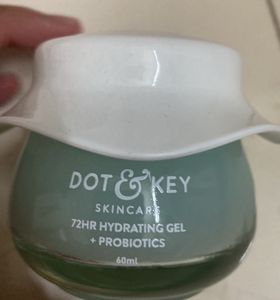 DOT & KEY
SKINCARE
72HR HYDRATING GEL
+ PROBIOTICS
60ml